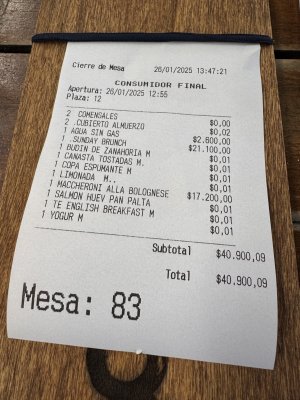 Cierre de Mesa 26/01/2025 13:47:21
CONSUMIDOR FINAL
Apertura: 26/01/2025 12:55
Plaza: 12
2 COMENSALES $0,00
2 .CUBIERTO ALMUERZO $0,02
1 AGUA SIN GAS $2.600,00
1 .SUNDAY BRUNCH $21.100,00
1 BUDIN DE ZANAHORIA M $0,01
1 CANASTA TOSTADAS M. $0,01
1 COPA ESPUMANTE M $0,01
1 LIMONADA M.. $0,01
1 MACCHERONI ALLA BOLOGNESE $17.200,00
1 SALMON HUEV PAN PALTA $0,01
1 TE ENGLISH BREAKFAST M $0,01
1 YOGUR M $0,01
Subtotal $40.900,09
Total $40.900,09
Mesa: 83